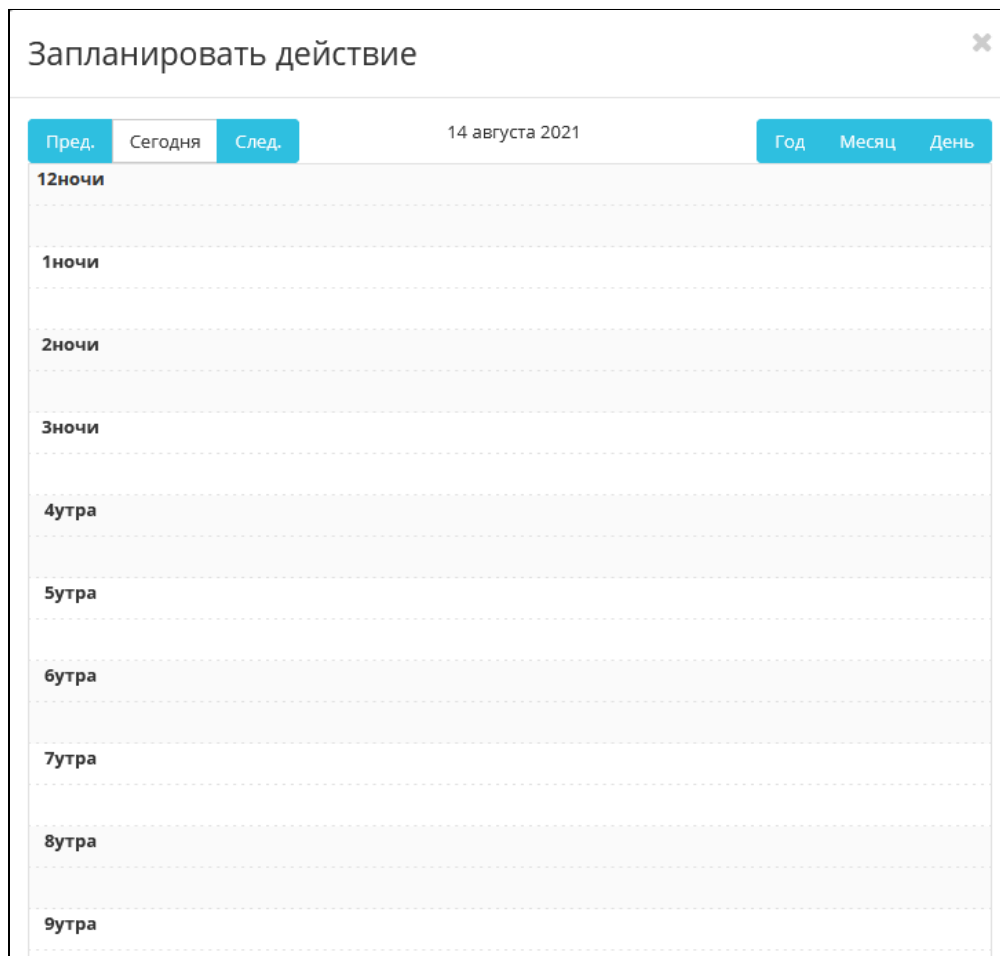 Запланировать действие
Пред. Сегодня След. 14 августа 2021 Год Месяц День
12ночи
1ночи
2ночи
3ночи
4утра
5утра
6утра
7утра
8утра
9утра